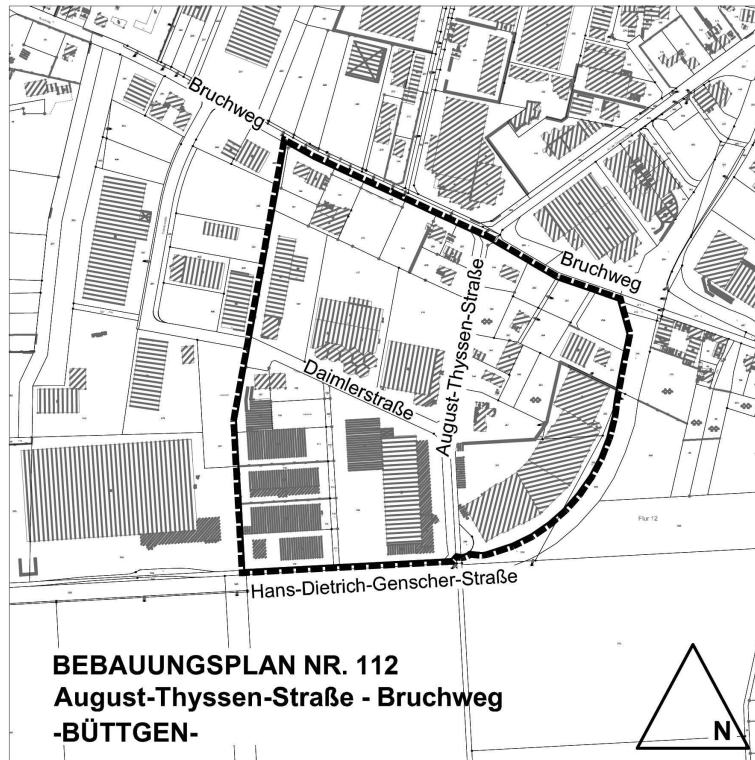 Bruchweg
Bruchweg
August-Thyssen-Straße
Daimlerstraße
Flur 12
Hans-Dietrich-Genscher-Straße
BEBAUUNGSPLAN NR. 112
August-Thyssen-Straße - Bruchweg
-BÜTTGEN-
N